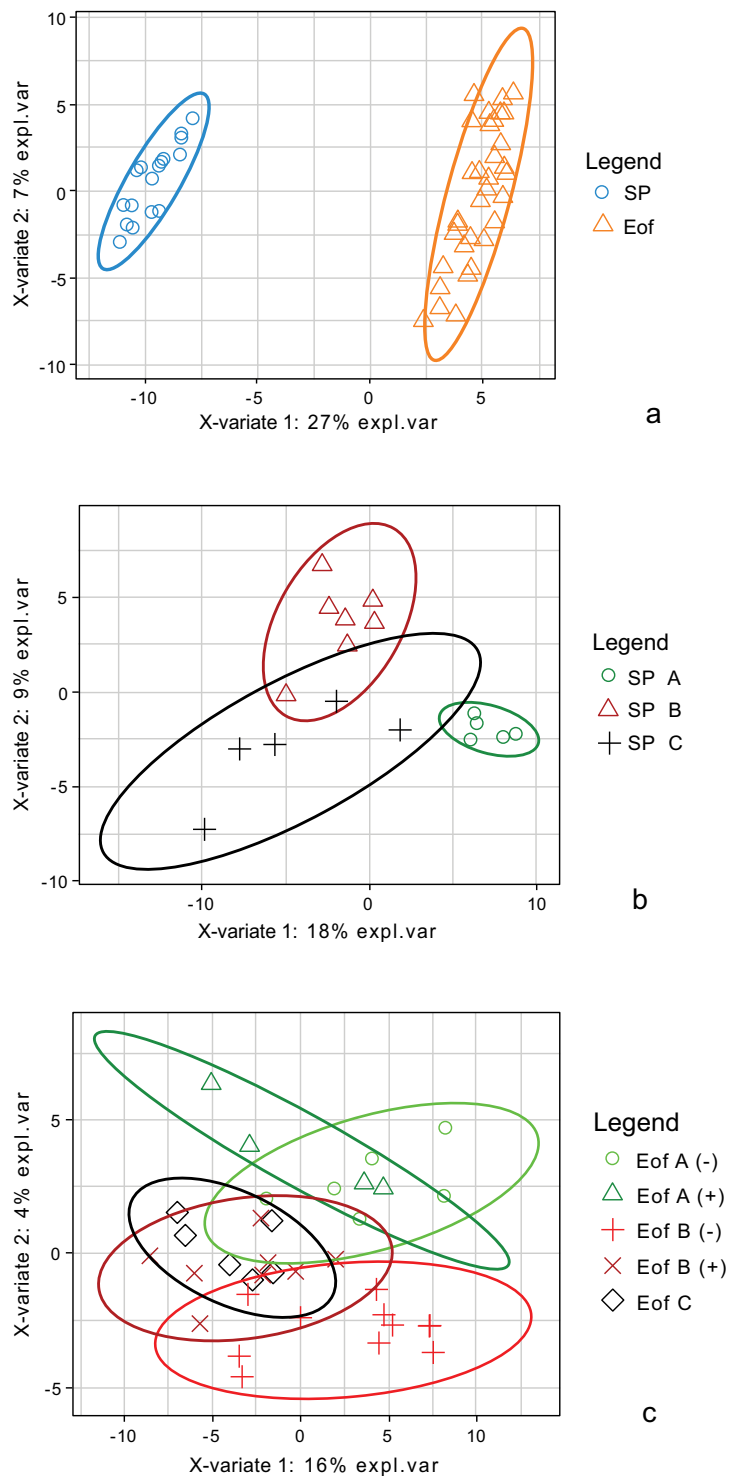 10
5
0
-5
-10
X-variate 2: 7% expl.var
-10
-5
0
5
X-variate 1: 27% expl.var
Legend
SP
Eof
a
5
0
-5
-10
X-variate 2: 9% expl.var
-10
0
10
X-variate 1: 18% expl.var
Legend
SP A
SP B
SP C
b
5
0
-5
X-variate 2: 4% expl.var
-10
-5
0
5
10
X-variate 1: 16% expl.var
Legend
Eof A (-)
Eof A (+)
Eof B (-)
Eof B (+)
Eof C
c